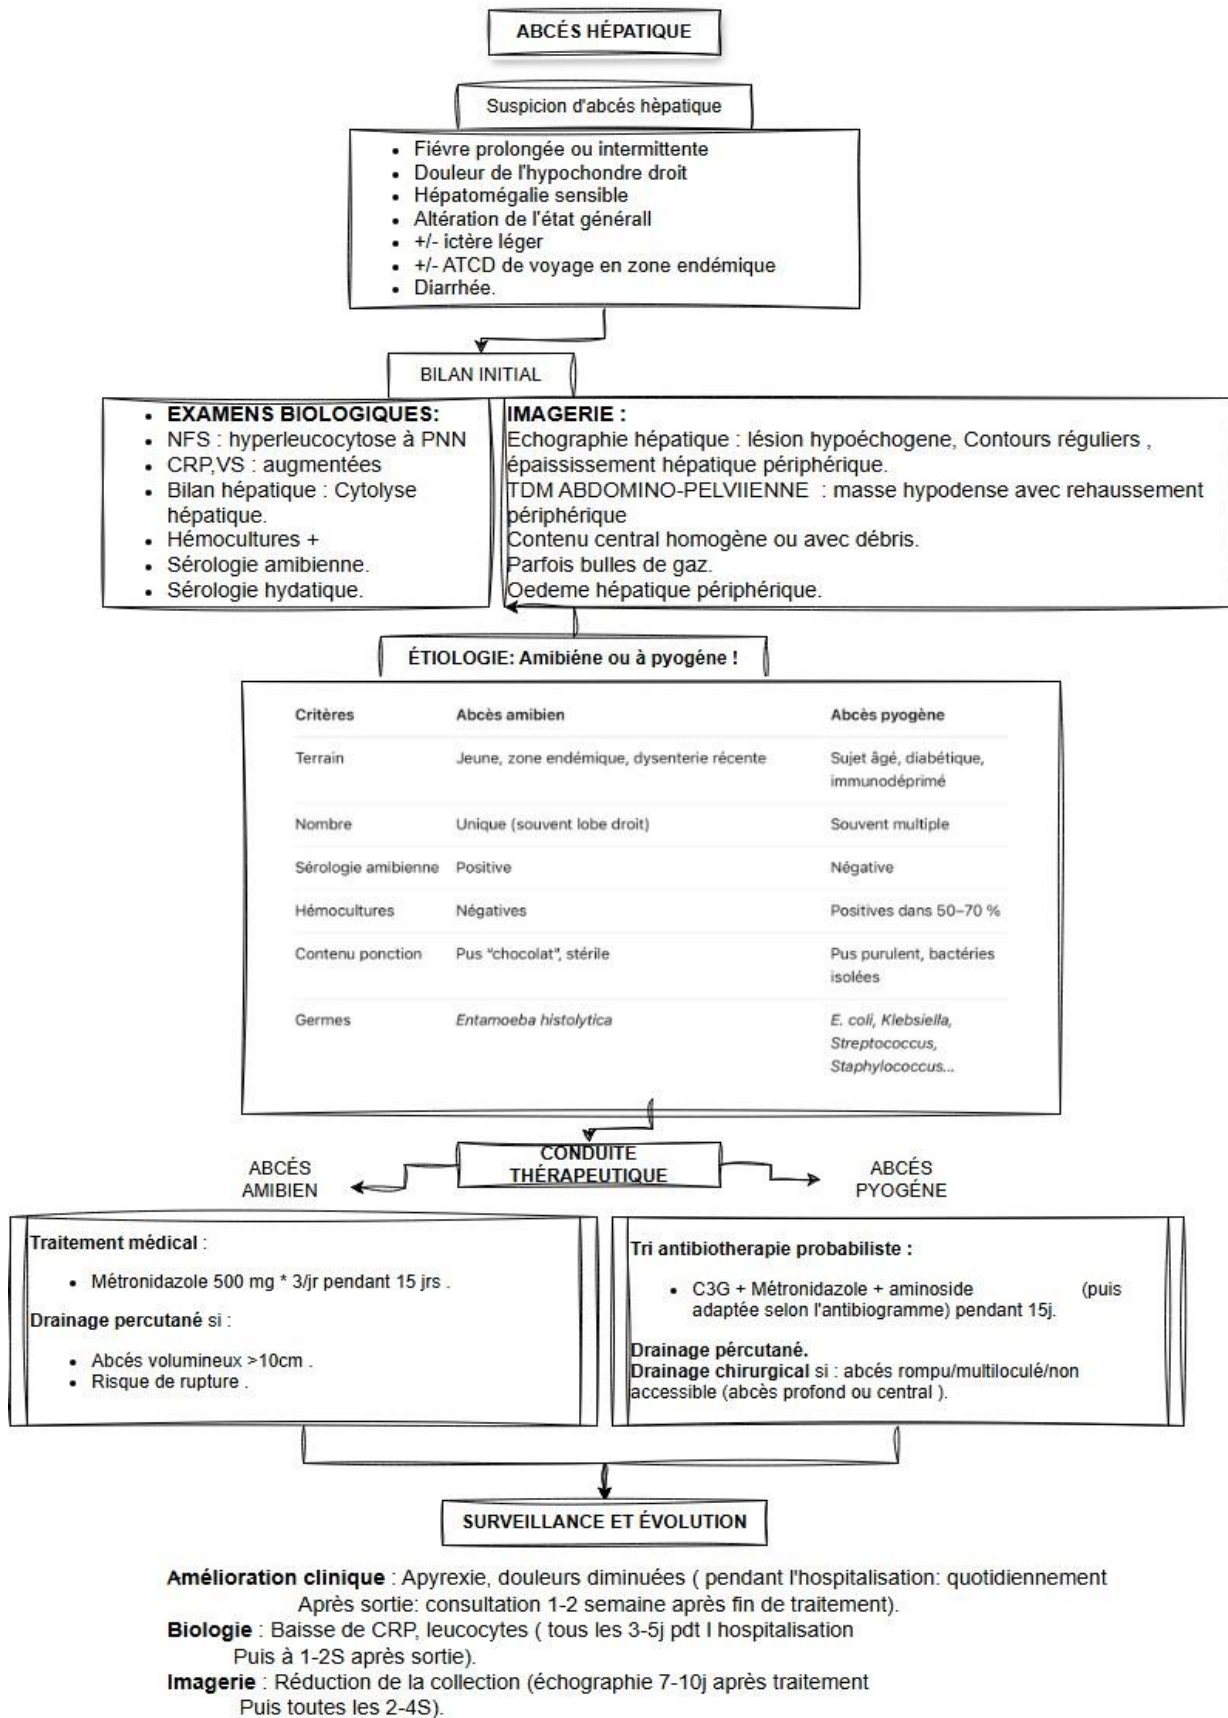 ABCÉS HÉPATIQUE
Suspicion d'abcés hèpatique
• Fiévre prolongée ou intermittente
• Douleur de l'hypochondre droit
• Hépatomégalie sensible
• Altération de l'état générall
• +/- ictère léger
• +/- ATCD de voyage en zone endémique
• Diarrhée.
BILAN INITIAL
• EXAMENS BIOLOGIQUES:
• NFS : hyperleucocytose à PNN
• CRP,VS : augmentées
• Bilan hépatique : Cytolyse
hépatique.
• Hémocultures +
• Sérologie amibienne.
• Sérologie hydatique.
IMAGERIE :
Echographie hépatique : lésion hypoéchogene, Contours réguliers ,
épaississement hépatique périphérique.
TDM ABDOMINO-PELVIIENNE : masse hypodense avec rehaussement
périphérique
Contenu central homogène ou avec débris.
Parfois bulles de gaz.
Oedeme hépatique périphérique.
ÉTIOLOGIE: Amibiéne ou à pyogéne !
Critères Abcès amibien Abcès pyogène
Terrain Jeune, zone endémique, dysenterie récente Sujet âgé, diabétique,
immunodéprimé
Nombre Unique (souvent lobe droit) Souvent multiple
Sérologie amibienne Positive Négative
Hémocultures Négatives Positives dans 50–70 %
Contenu ponction Pus "chocolat", stérile Pus purulent, bactéries
isolées
Germes Entamoeba histolytica E. coli, Klebsiella,
Streptococcus,
Staphylococcus...
CONDUITE
THÉRAPEUTIQUE
ABCÉS
AMIBIEN
ABCÉS
PYOGÉNE
Traitement médical :
• Métronidazole 500 mg * 3/jr pendant 15 jrs .
Drainage percutané si :
• Abcés volumineux >10cm .
• Risque de rupture .
Tri antibiotherapie probabiliste :
• C3G + Métronidazole + aminoside (puis
adaptée selon l'antibiogramme) pendant 15j.
Drainage pércutané.
Drainage chirurgical si : abcés rompu/multiloculé/non
accessible (abcès profond ou central ).
SURVEILLANCE ET ÉVOLUTION
Amélioration clinique : Apyrexie, douleurs diminuées ( pendant l'hospitalisation: quotidiennement
Après sortie: consultation 1-2 semaine après fin de traitement).
Biologie : Baisse de CRP, leucocytes ( tous les 3-5j pdt l hospitalisation
Puis à 1-2S après sortie).
Imagerie : Réduction de la collection (échographie 7-10j après traitement
Puis toutes les 2-4S).